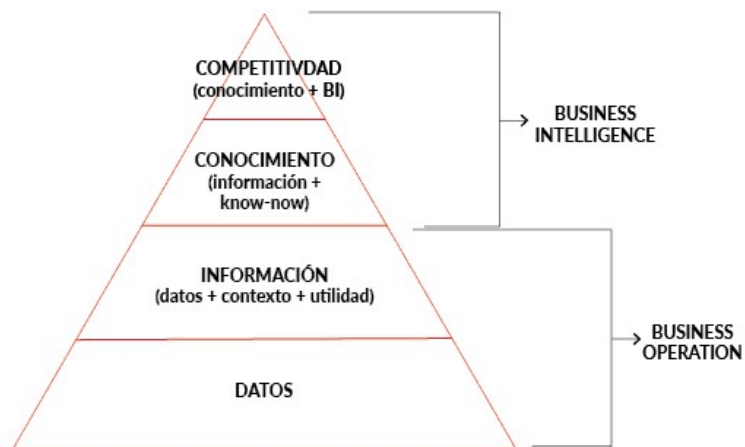 COMPETITIVDAD
(conocimiento + BI)
BUSINESS
INTELLIGENCE
CONOCIMIENTO
(información +
know-now)
INFORMACIÓN
(datos + contexto + utilidad)
BUSINESS
OPERATION
DATOS